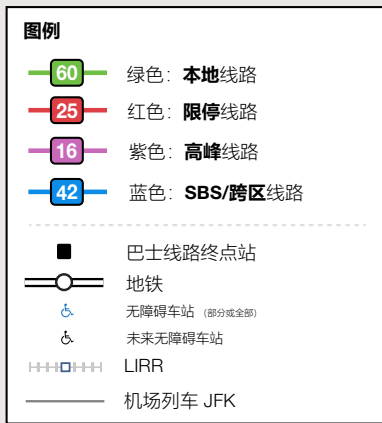 图例
60 绿色：本地线路
25 红色：限停线路
16 紫色：高峰线路
42 蓝色：SBS/跨区线路
巴士线路终点站
地铁
无障碍车站 (部分或全部)
未来无障碍车站
LIRR
机场列车 JFK